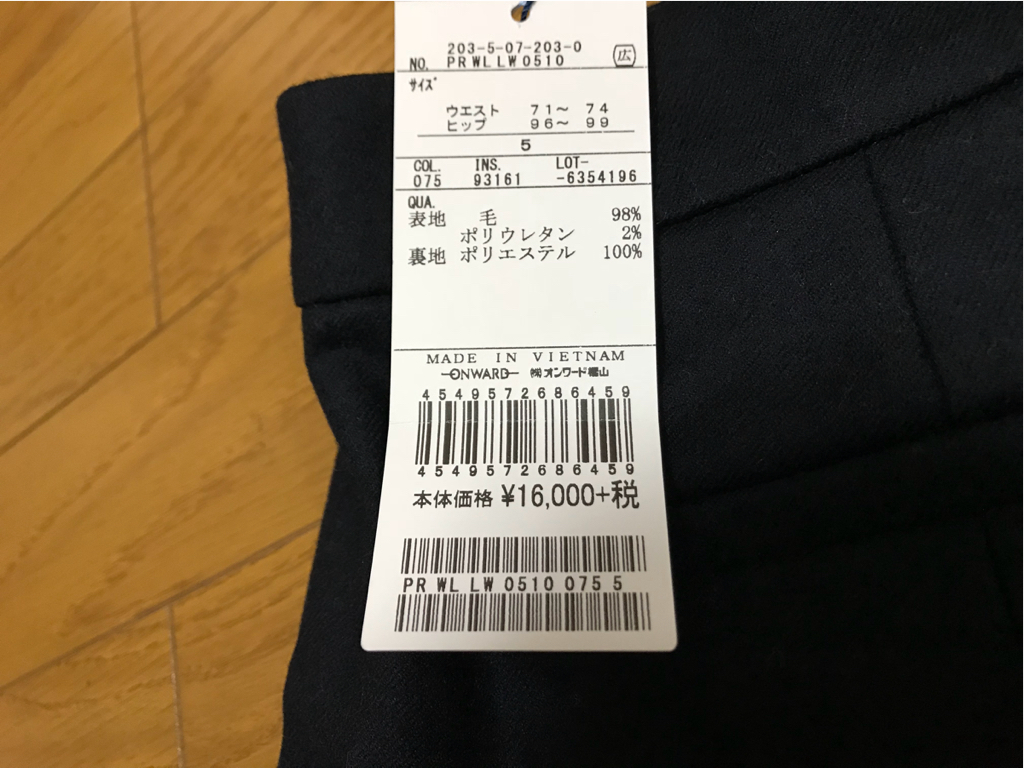 203-5-07-203-0
NO. PR WL LW 0510 広
サイズ
ウエスト 71〜 74
ヒップ 96〜 99
5
COL. INS. LOT-
075 93161 -6354196
QUA.
表地 毛 98%
ポリウレタン 2%
裏地 ポリエステル 100%
MADE IN VIETNAM
ONWARD ㈱オンワード樫山
4549572686459
4549572686459
本体価格 ¥16,000+税
PR WL LW 0510 075 5